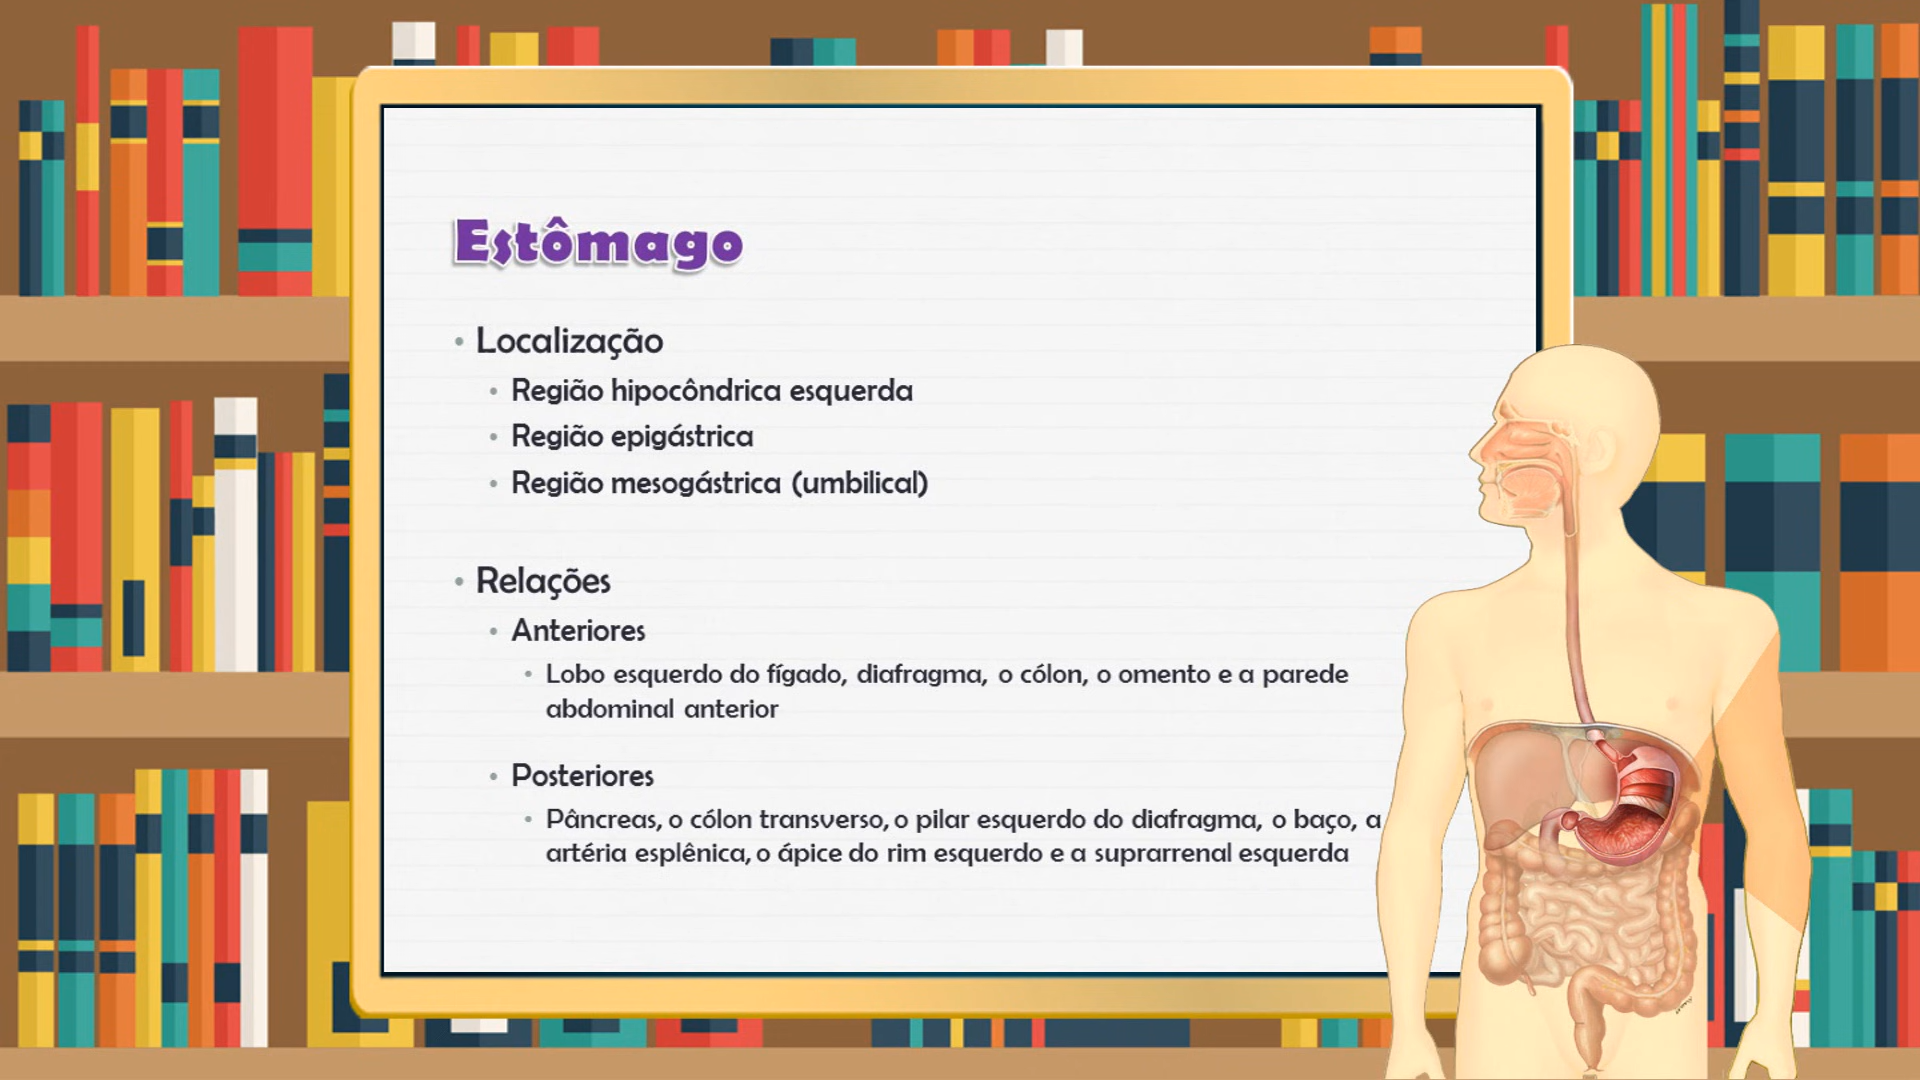 Estômago
• Localização
• Região hipocôndrica esquerda
• Região epigástrica
• Região mesogástrica (umbilical)
• Relações
• Anteriores
• Lobo esquerdo do fígado, diafragma, o cólon, o omento e a parede
abdominal anterior
• Posteriores
• Pâncreas, o cólon transverso, o pilar esquerdo do diafragma, o baço, a
artéria esplênica, o ápice do rim esquerdo e a suprarrenal esquerda